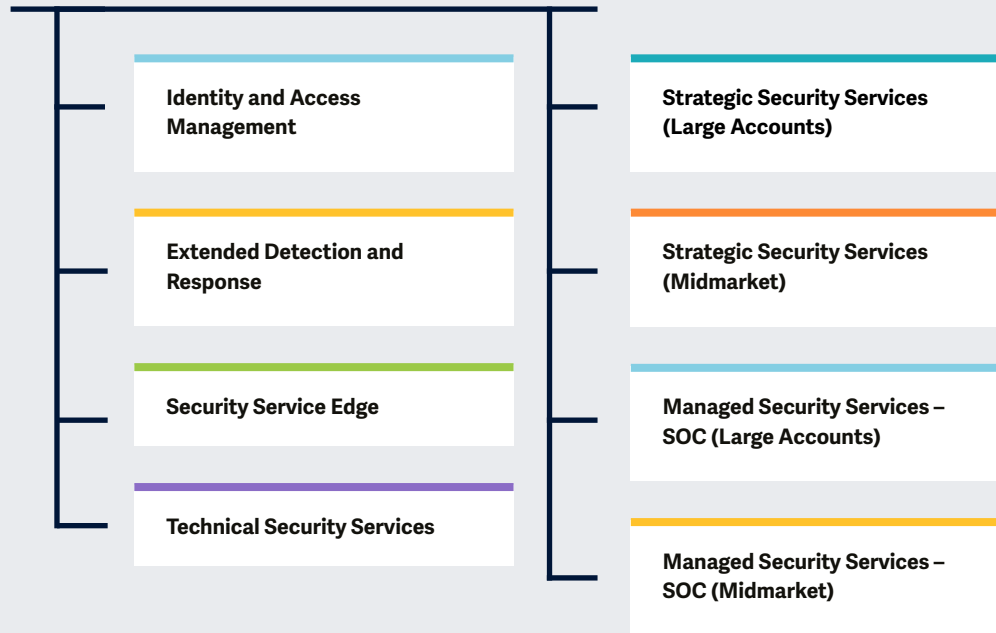 Identity and Access
Management
Extended Detection and
Response
Security Service Edge
Technical Security Services
Strategic Security Services
(Large Accounts)
Strategic Security Services
(Midmarket)
Managed Security Services –
SOC (Large Accounts)
Managed Security Services –
SOC (Midmarket)